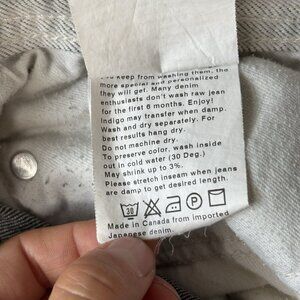 keep from washing them, the
more special and personalized
they will get. Many denim
enthusiasts don't wash raw jean
for the first 6 months. Enjoy!
Indigo may transfer when damp.
Wash and dry separately. For
best results hang dry.
Do not machine dry.
To preserve color, wash inside
out in cold water (30 Deg.)
May shrink up to 3%.
Please stretch inseam when jeans
are damp to get desired length.
30
Made in Canada from imported
Japanese denim.